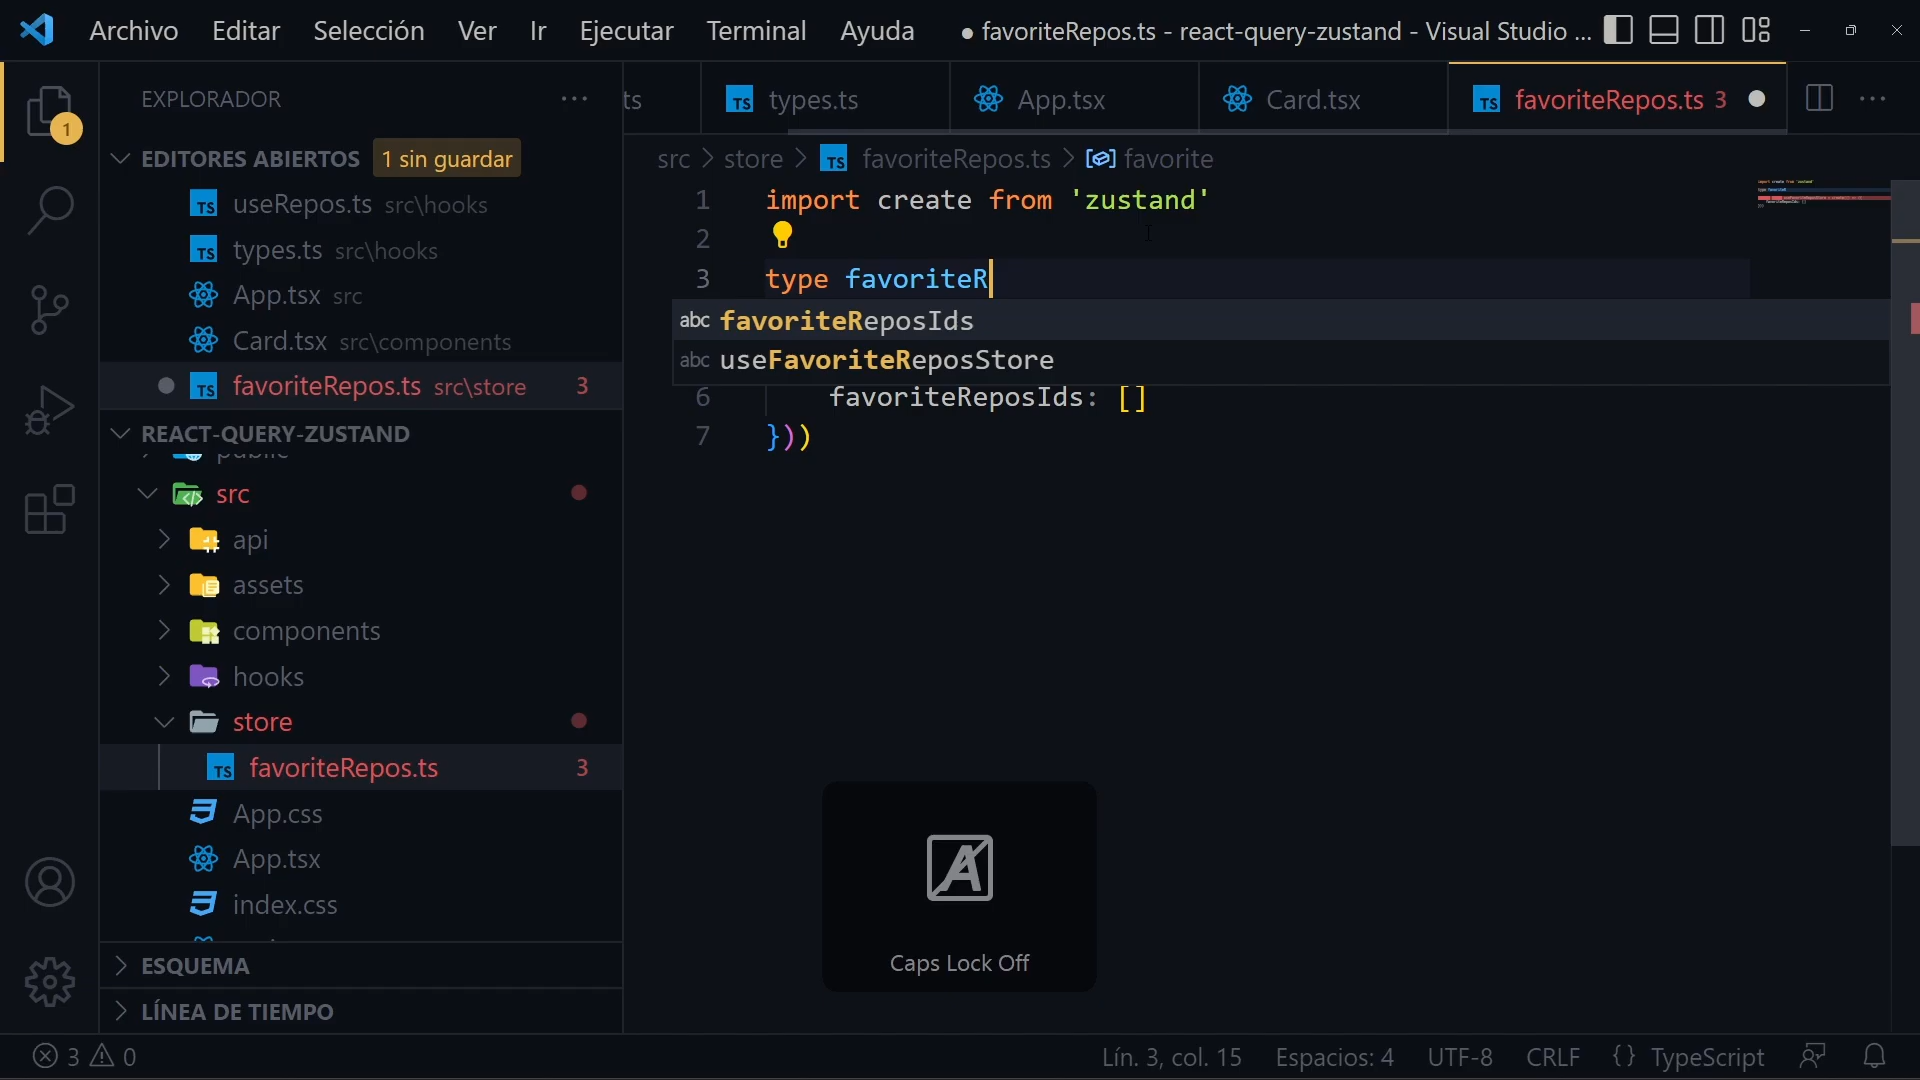 Archivo Editar Selección Ver Ir Ejecutar Terminal Ayuda ● favoriteRepos.ts - react-query-zustand - Visual Studio ...
EXPLORADOR
ts types.ts App.tsx Card.tsx favoriteRepos.ts 3
1
EDITORES ABIERTOS 1 sin guardar
useRepos.ts src\hooks
types.ts src\hooks
App.tsx src
Card.tsx src\components
favoriteRepos.ts src\store 3
REACT-QUERY-ZUSTAND
public
src
api
assets
components
hooks
store
favoriteRepos.ts 3
App.css
App.tsx
index.css
ESQUEMA
LÍNEA DE TIEMPO
src > store > favoriteRepos.ts > favorite
1 import create from 'zustand'
2
3 type favoriteR
abc favoriteReposIds
abc useFavoriteReposStore
6 favoriteReposIds: []
7 }))
Caps Lock Off
3 0 Lín. 3, col. 15 Espacios: 4 UTF-8 CRLF {} TypeScript